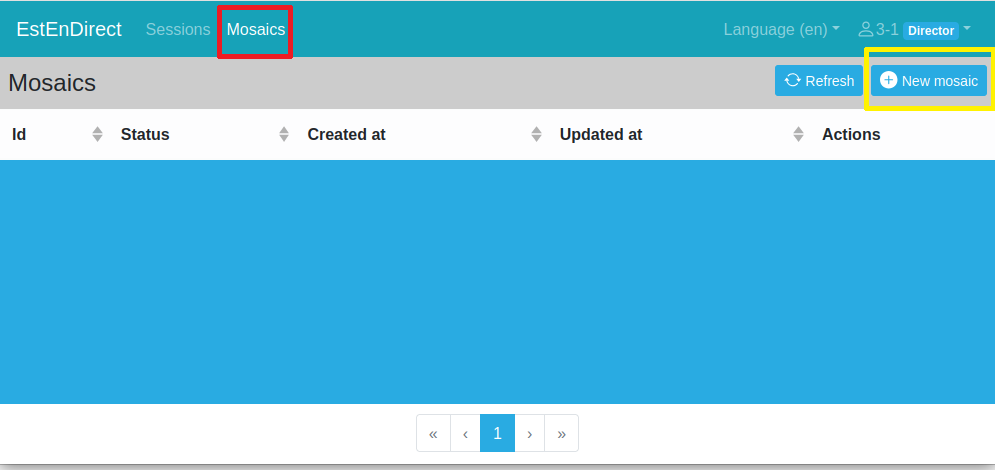 EstEnDirect Sessions Mosaics Language (en) 3-1 Director
Mosaics Refresh New mosaic
Id Status Created at Updated at Actions
« ‹ 1 › »